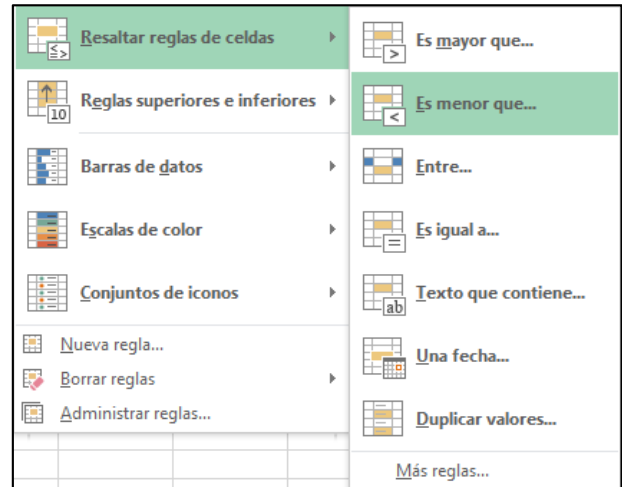 Resaltar reglas de celdas
Reglas superiores e inferiores
10
Barras de datos
Escalas de color
Conjuntos de iconos
Nueva regla...
Borrar reglas
Administrar reglas...
Es mayor que...
Es menor que...
Entre...
Es igual a...
Texto que contiene...
ab
Una fecha...
Duplicar valores...
Más reglas...